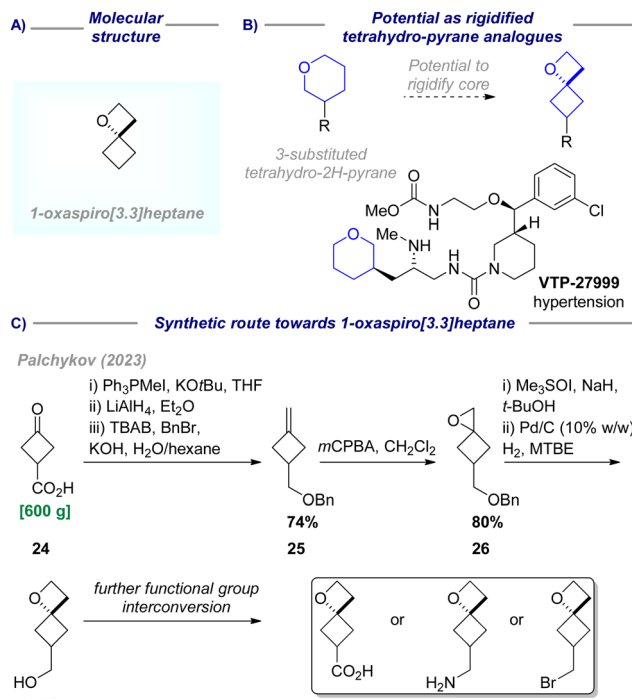 A) Molecular structure
O
1-oxaspiro[3.3]heptane
B) Potential as rigidified
tetrahydro-pyrane analogues
O
R
Potential to
rigidify core
O
R
3-substituted
tetrahydro-2H-pyrane
O
MeO
N
H
O
Cl
H
O
MeN
NH
H
N
N
O
VTP-27999
hypertension
C) Synthetic route towards 1-oxaspiro[3.3]heptane
Palchykov (2023)
O
CO2H
[600 g]
24
i) Ph3PMeI, KOtBu, THF
ii) LiAlH4, Et2O
iii) TBAB, BnBr,
KOH, H2O/hexane
OBn
74%
25
mCPBA, CH2Cl2
O
OBn
80%
26
i) Me3SOI, NaH,
t-BuOH
ii) Pd/C (10% w/w)
H2, MTBE
O
HO
further functional group
interconversion
O
CO2H
or
O
H2N
or
O
Br